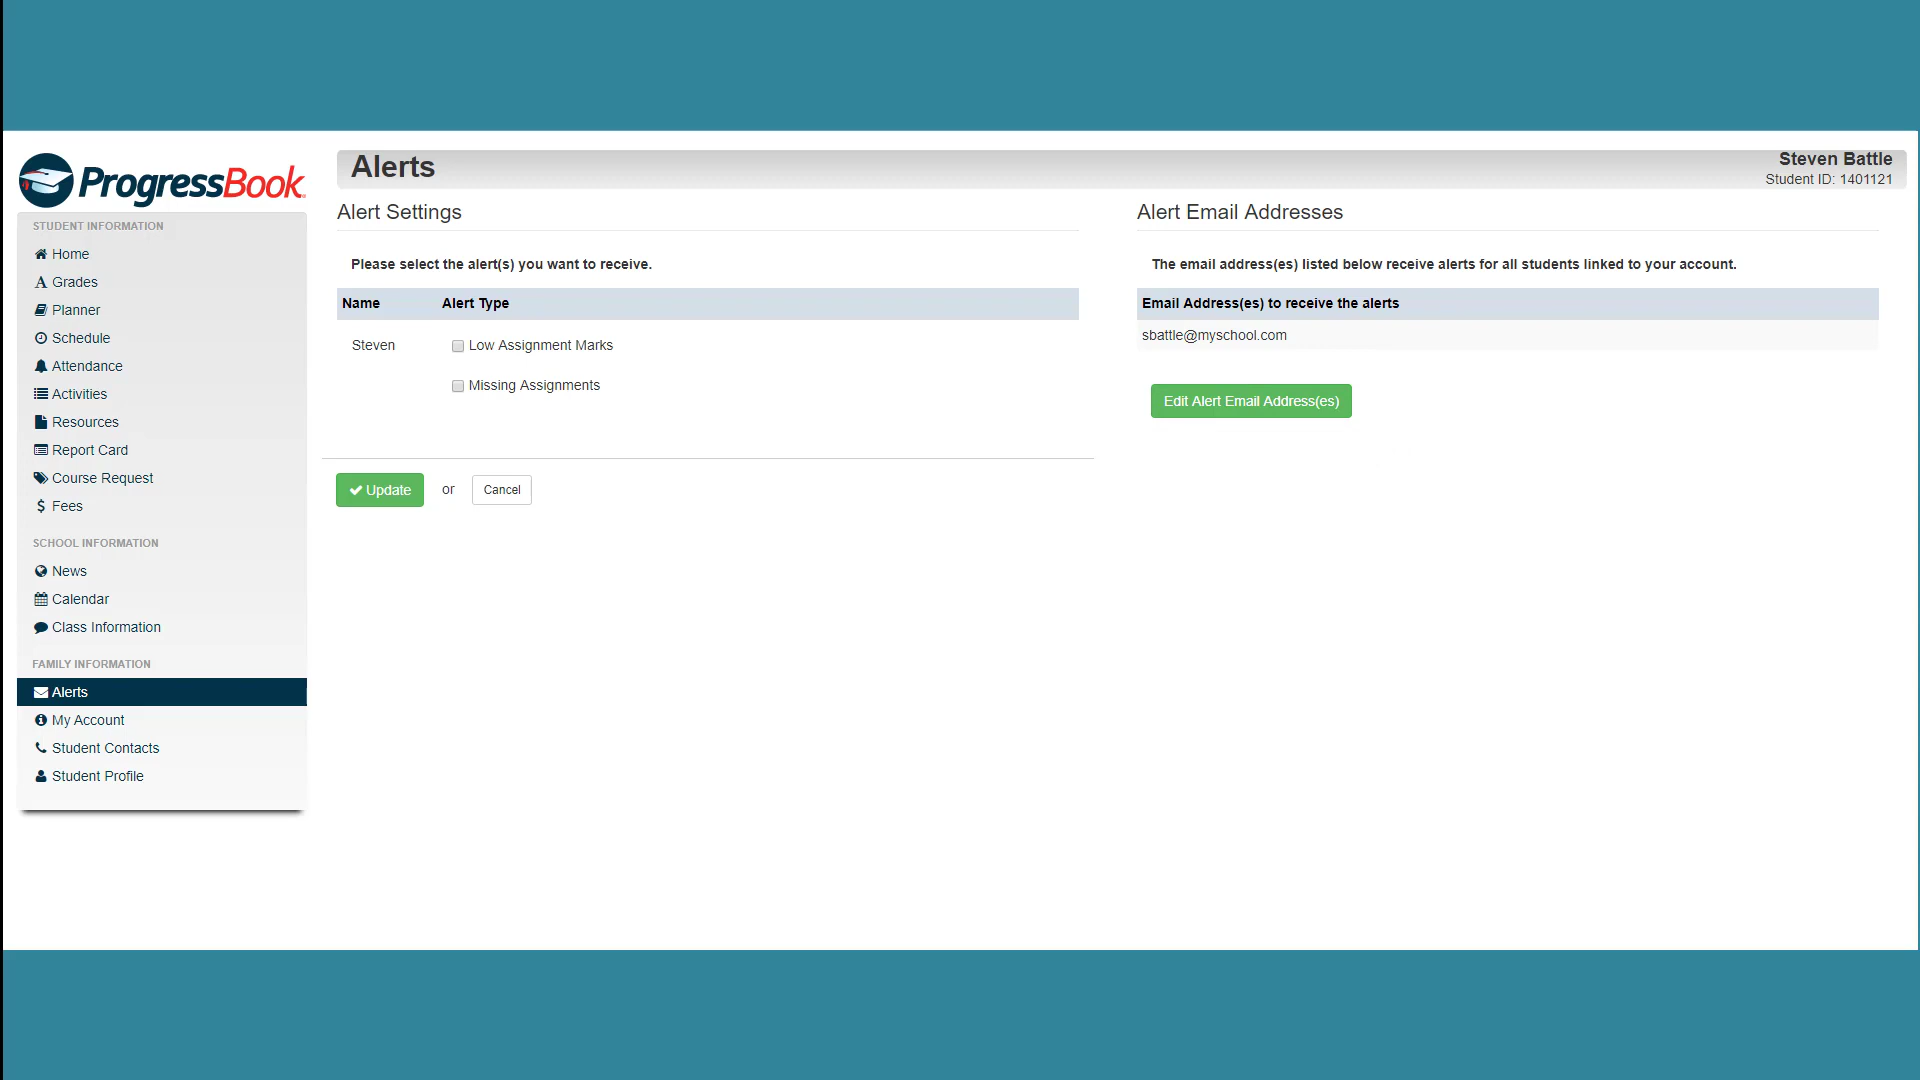 ProgressBook
STUDENT INFORMATION
Home
Grades
Planner
Schedule
Attendance
Activities
Resources
Report Card
Course Request
Fees
SCHOOL INFORMATION
News
Calendar
Class Information
FAMILY INFORMATION
Alerts
My Account
Student Contacts
Student Profile
Alerts
Steven Battle
Student ID: 1401121
Alert Settings
Please select the alert(s) you want to receive.
Name Alert Type
Steven Low Assignment Marks
Missing Assignments
Update or Cancel
Alert Email Addresses
The email address(es) listed below receive alerts for all students linked to your account.
Email Address(es) to receive the alerts
sbattle@myschool.com
Edit Alert Email Address(es)